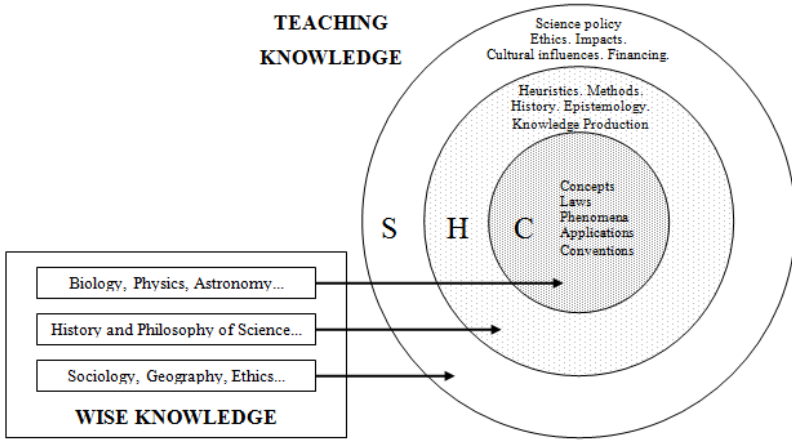 TEACHING
KNOWLEDGE
Science policy
Ethics. Impacts.
Cultural influences. Financing.
Heuristics. Methods.
History. Epistemology.
Knowledge Production
Concepts
Laws
Phenomena
Applications
Conventions
S
H
C
Biology, Physics, Astronomy...
History and Philosophy of Science...
Sociology, Geography, Ethics...
WISE KNOWLEDGE